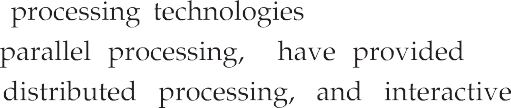 processing technologies
parallel processing, have provided
distributed processing, and interactive